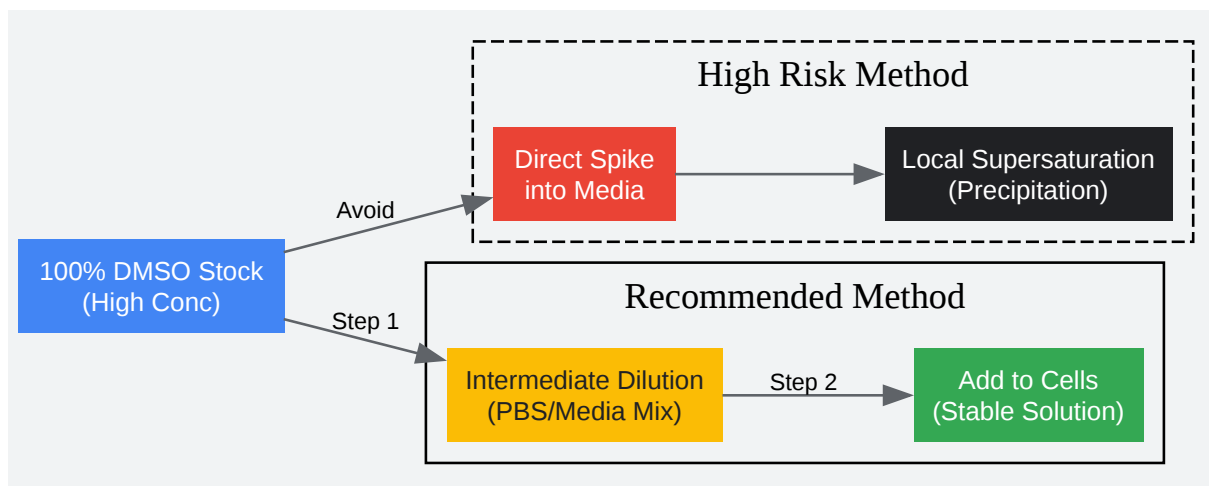 High Risk Method
Direct Spike
into Media
Local Supersaturation
(Precipitation)
Avoid
100% DMSO Stock
(High Conc)
Step 1
Recommended Method
Intermediate Dilution
(PBS/Media Mix)
Step 2
Add to Cells
(Stable Solution)